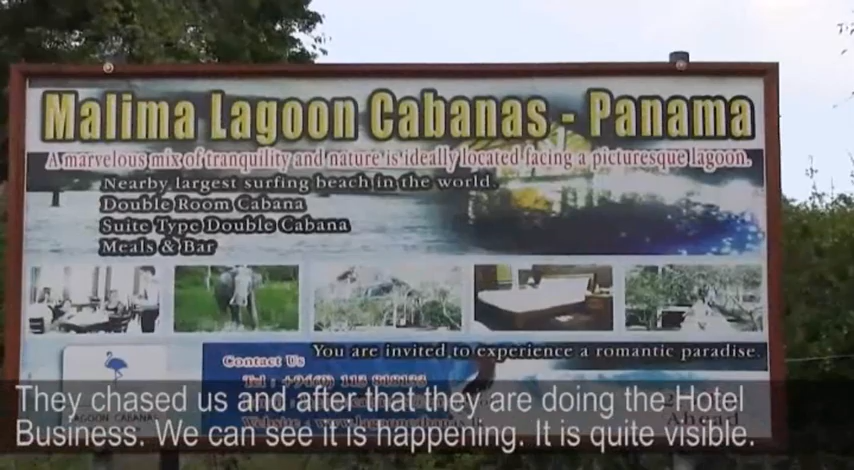 Malima Lagoon Cabanas - Panama
A marvelous mix of tranquility and nature is ideally located facing a picturesque lagoon.
Nearby largest surfing beach in the world.
Double Room Cabana
Suite Type Double Cabana
Meals & Bar
You are invited to experience a romantic paradise.
Contact Us
Tel :
LAGOON CABANAS
Website :
Ahead
They chased us and after that they are doing the Hotel
Business. We can see it is happening. It is quite visible.